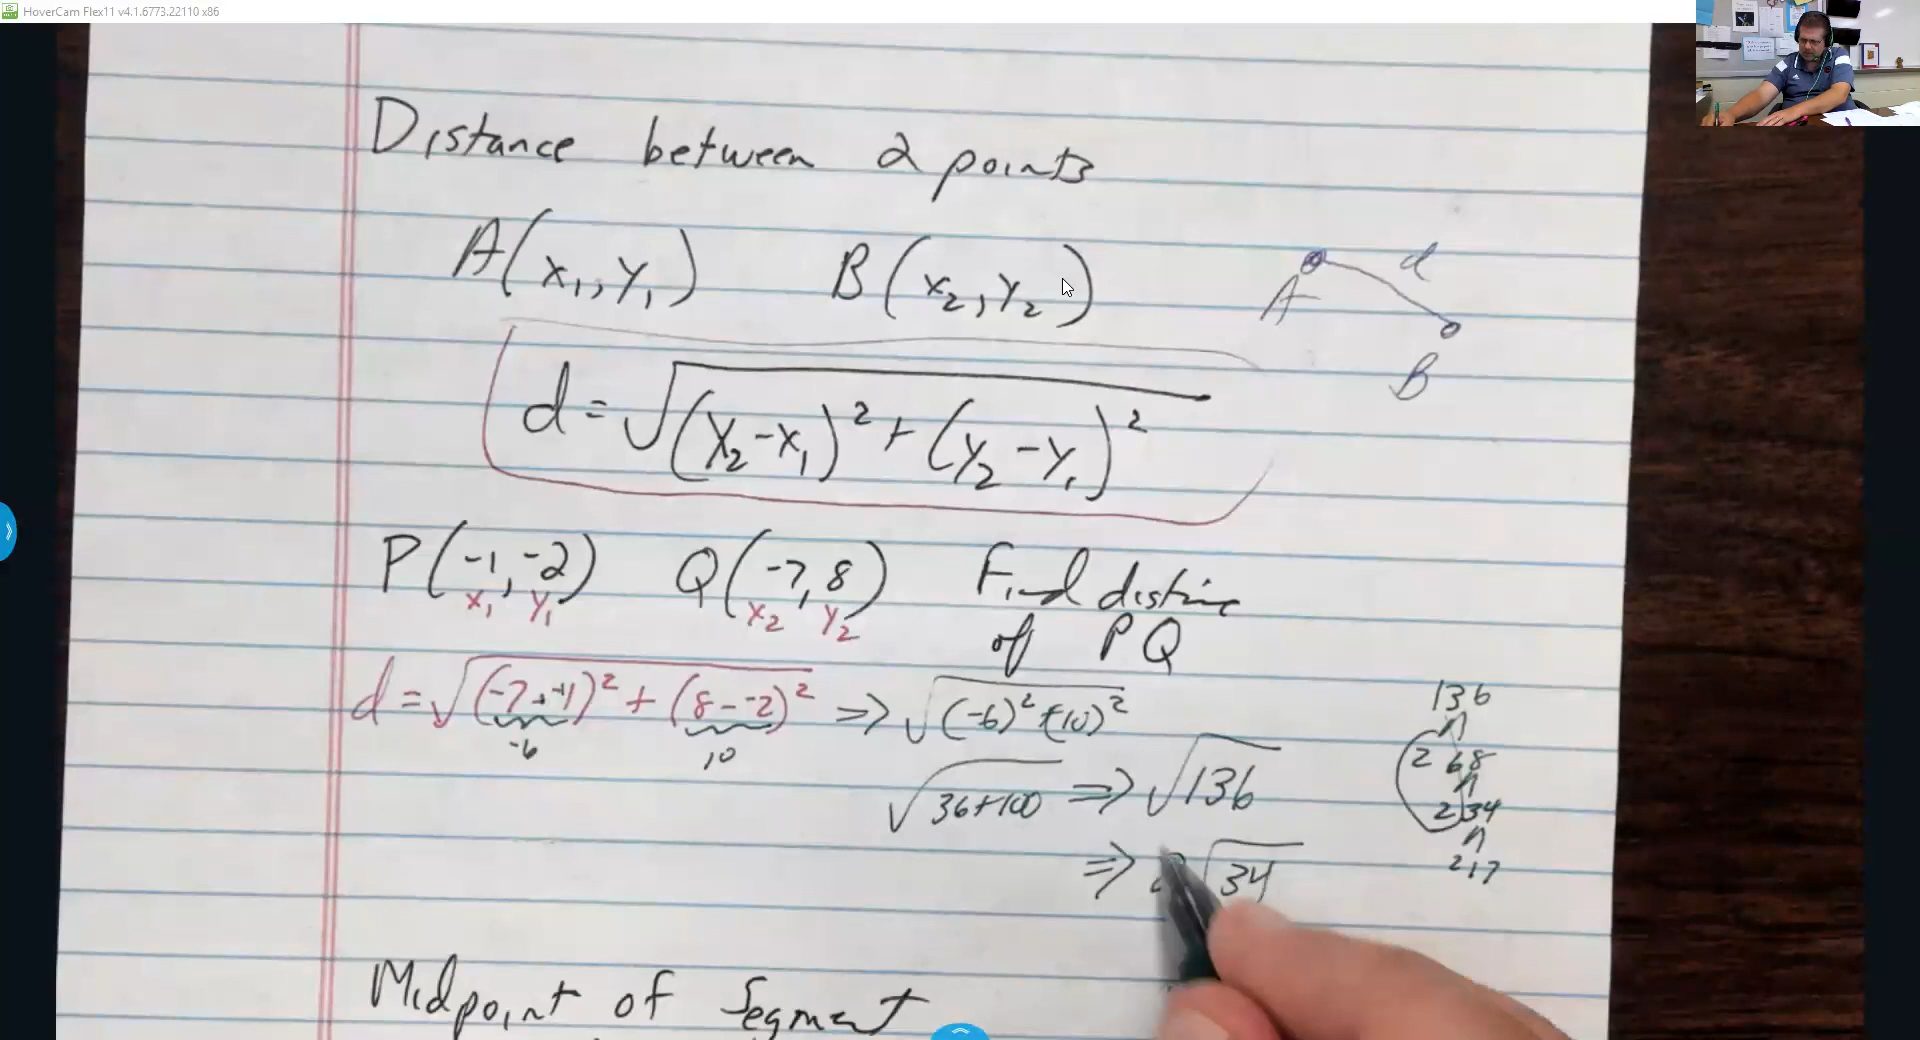 HoverCam Flex11 v4.1.6773.22110 x86
Distance between 2 points
A(x₁, y₁) B(x₂, y₂)
d
A
B
d = √(x₂-x₁)² + (y₂-y₁)²
P(-1, -2) Q(-7, 8) Find
x₁ y₁ x₂ y₂
of PQ
d = √(-7 + +1)² + (8 - -2)² ⇒ √(-6)² + (10)²
-6 10
√36+100 ⇒ √136
⇒ 2√34
136
2 68
2 34
2 17
Midpoint of Segment